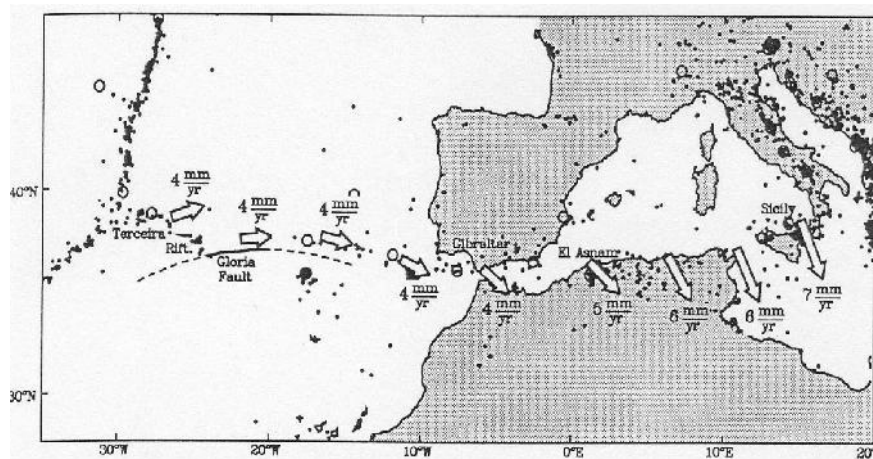 40°N
4 mm/yr
4 mm/yr
4 mm/yr
Terceira
Rift
Gloria
Fault
Gibraltar
El Asnam
Sicily
4 mm/yr
4 mm/yr
5 mm/yr
6 mm/yr
6 mm/yr
7 mm/yr
30°N
30°W
20°W
10°W
0°E
10°E
20°